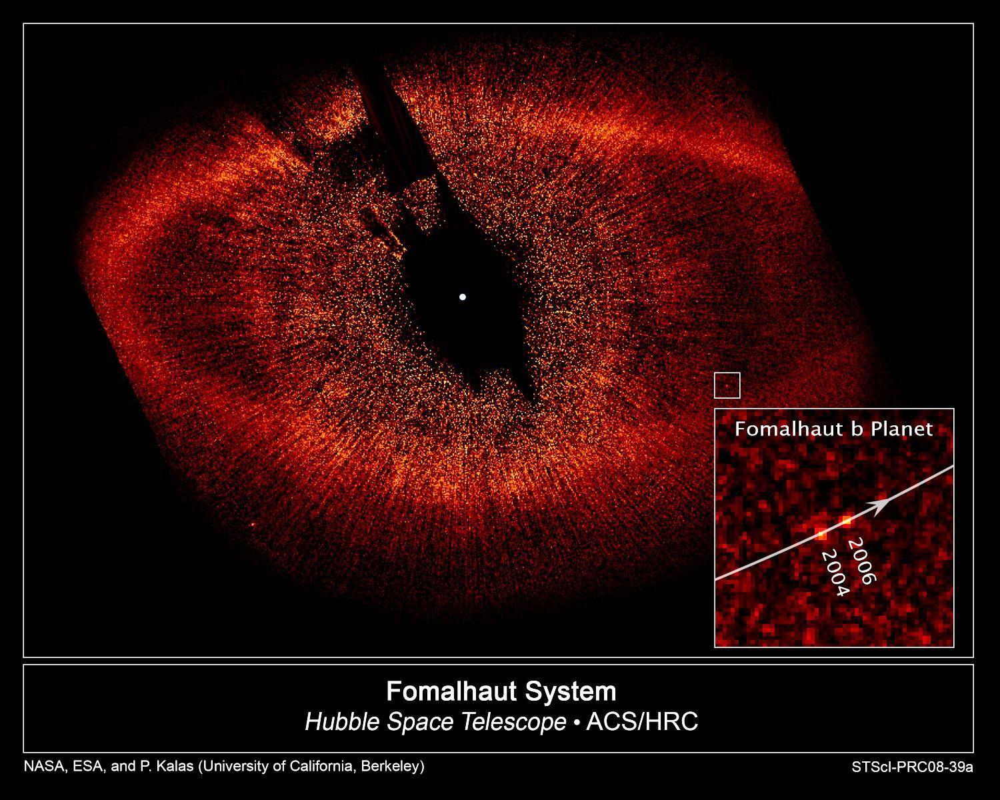 Fomalhaut b Planet
2006
2004
Fomalhaut System
Hubble Space Telescope • ACS/HRC
NASA, ESA, and P. Kalas (University of California, Berkeley)
STScI-PRC08-39a